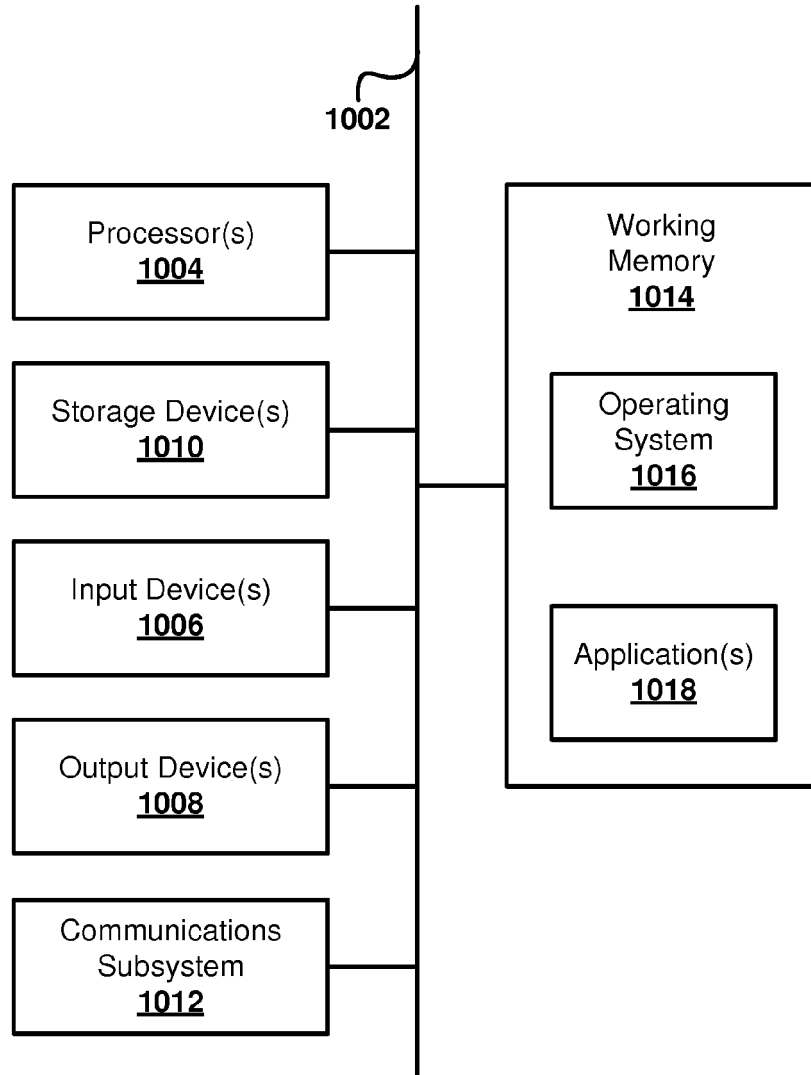 1002
Processor(s)
1004
Storage Device(s)
1010
Input Device(s)
1006
Output Device(s)
1008
Communications
Subsystem
1012
Working
Memory
1014
Operating
System
1016
Application(s)
1018